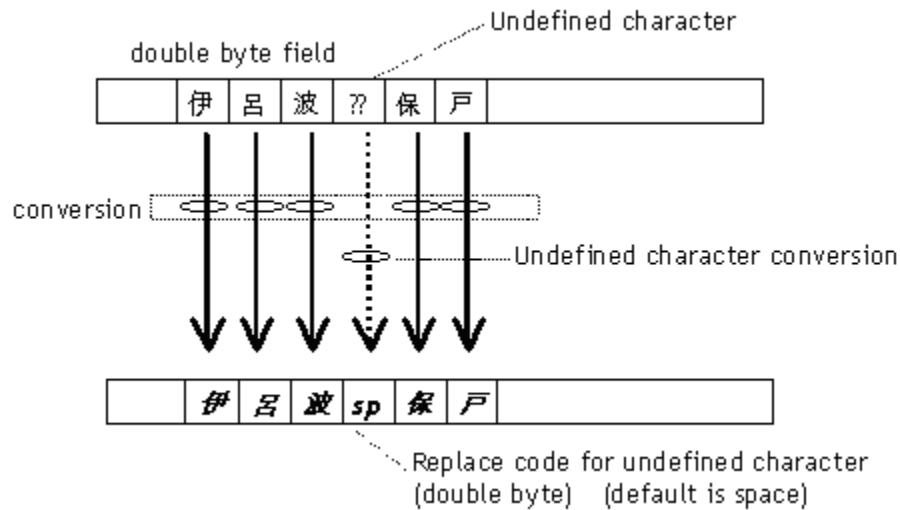 Undefined character
double byte field
伊 呂 波 ?? 保 戸
conversion
Undefined character conversion
伊 呂 波 sp 保 戸
Replace code for undefined character
(double byte) (default is space)